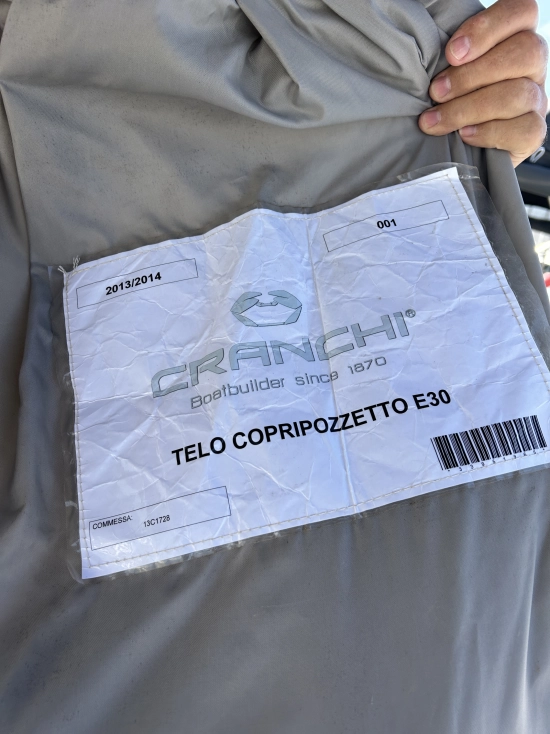 2013/2014
001
CRANCHI®
Boatbuilder since 1870
TELO COPRIPOZZETTO E30
COMMESSA: 13C1728